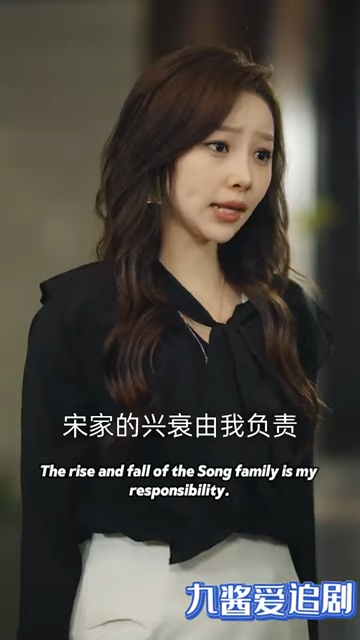 宋家的兴衰由我负责
The rise and fall of the Song family is my
responsibility.
九酱爱追剧